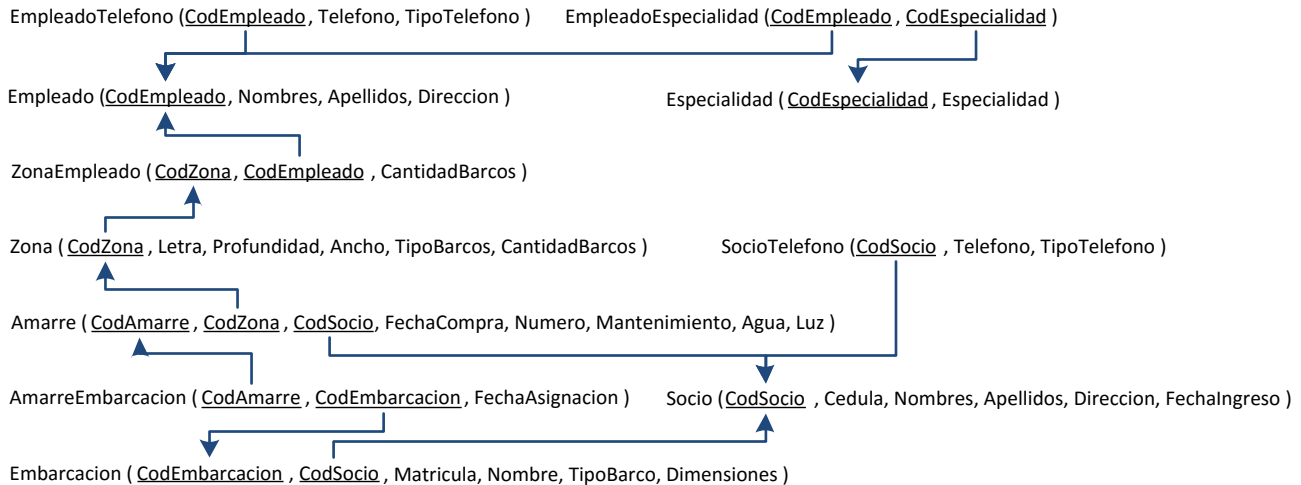 EmpleadoTelefono (CodEmpleado, Telefono, TipoTelefono ) EmpleadoEspecialidad (CodEmpleado , CodEspecialidad )
Empleado (CodEmpleado, Nombres, Apellidos, Direccion ) Especialidad ( CodEspecialidad , Especialidad )
ZonaEmpleado ( CodZona, CodEmpleado , CantidadBarcos )
Zona ( CodZona , Letra, Profundidad, Ancho, TipoBarcos, CantidadBarcos ) SocioTelefono (CodSocio , Telefono, TipoTelefono )
Amarre ( CodAmarre , CodZona , CodSocio, FechaCompra, Numero, Mantenimiento, Agua, Luz )
AmarreEmbarcacion ( CodAmarre , CodEmbarcacion , FechaAsignacion ) Socio (CodSocio , Cedula, Nombres, Apellidos, Direccion, FechaIngreso )
Embarcacion ( CodEmbarcacion , CodSocio , Matricula, Nombre, TipoBarco, Dimensiones )